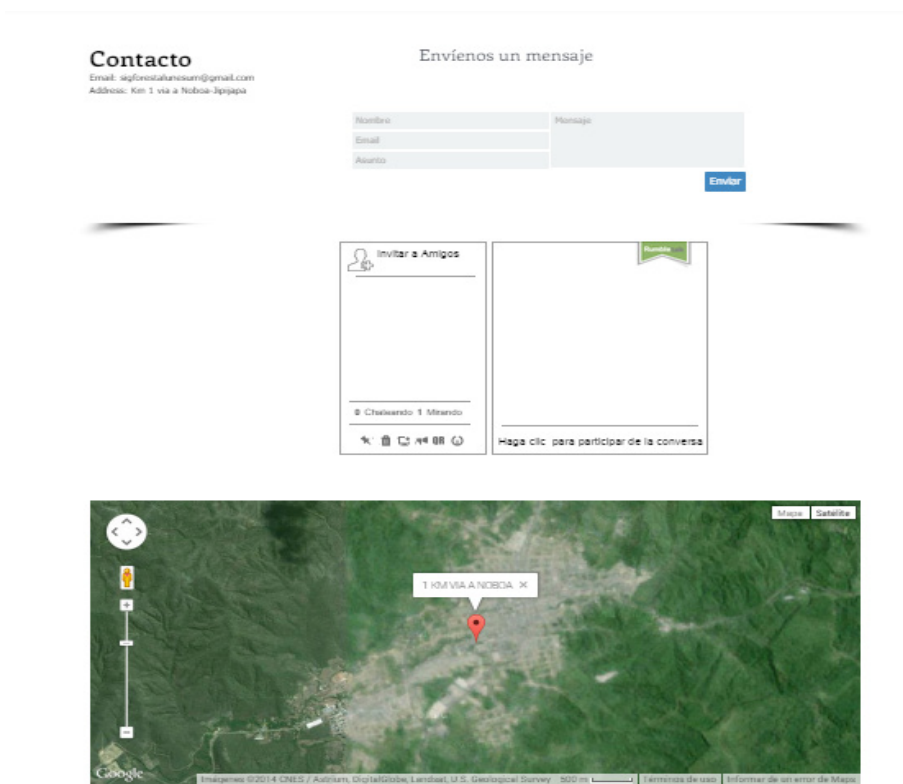 Contacto
Email: sigforestalunesum@gmail.com
Address: Km 1 via a Noboa-Jipijapa
Envíenos un mensaje
Nombre
Email
Asunto
Mensaje
Enviar
Invitar a Amigos
0 Chateando 1 Mirando
QR
Rumble
Haga clic para participar de la conversa
Mapa Satélite
1 KM VIA A NOBOA
Google
Imágenes ©2014 CNES / Astrium, DigitalGlobe, Landsat, U.S. Geological Survey 500 m Términos de uso Informar de un error de Maps